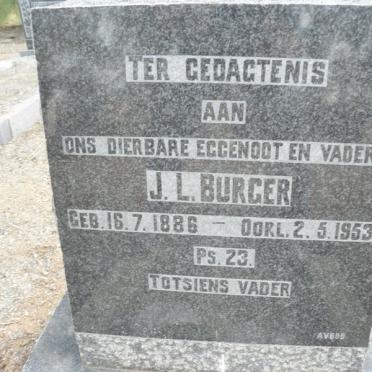 TER GEDAGTENIS
AAN
ONS DIERBARE EGGENOOT EN VADER
J. L. BURGER
GEB. 16.7.1886 — OORL. 2.5.1953
PS. 23.
TOTSIENS VADER